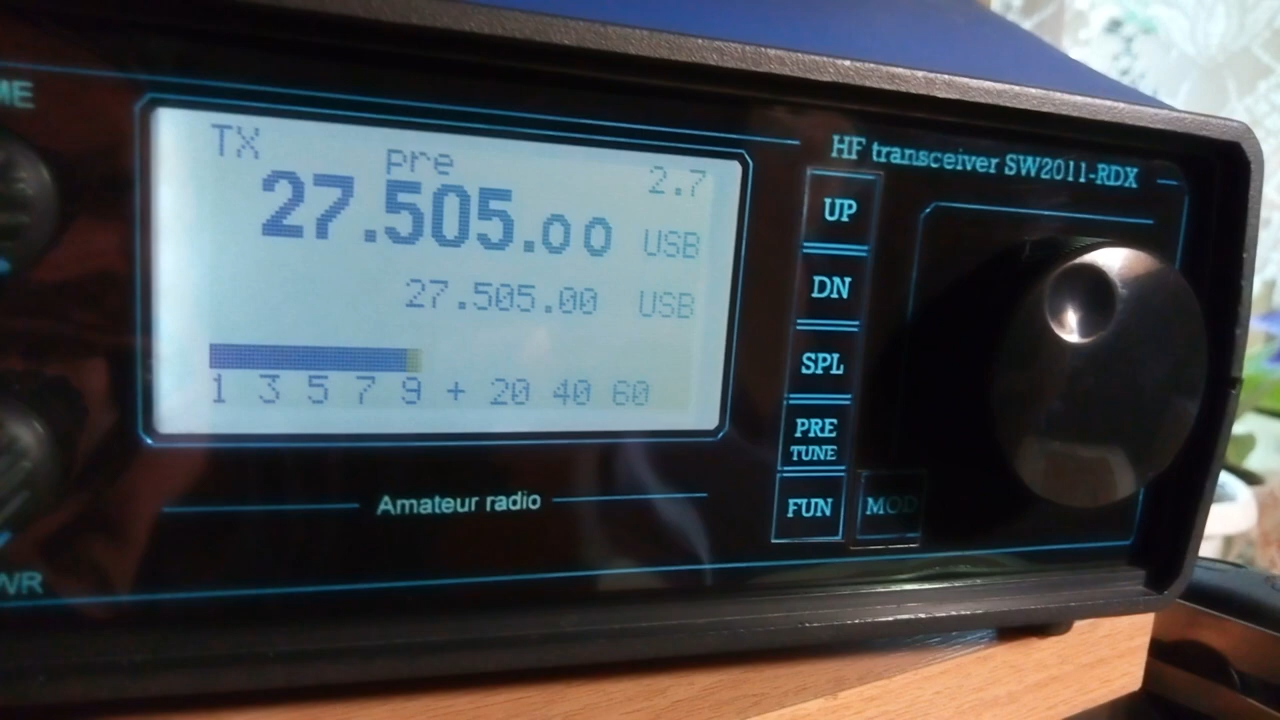 ME
HF transceiver SW2011-RDX
TX
pre
2.7
27.505.00 USB
27.505.00 USB
1 3 5 7 9 + 20 40 60
UP
DN
SPL
PRE
TUNE
FUN
MOD
Amateur radio
WR